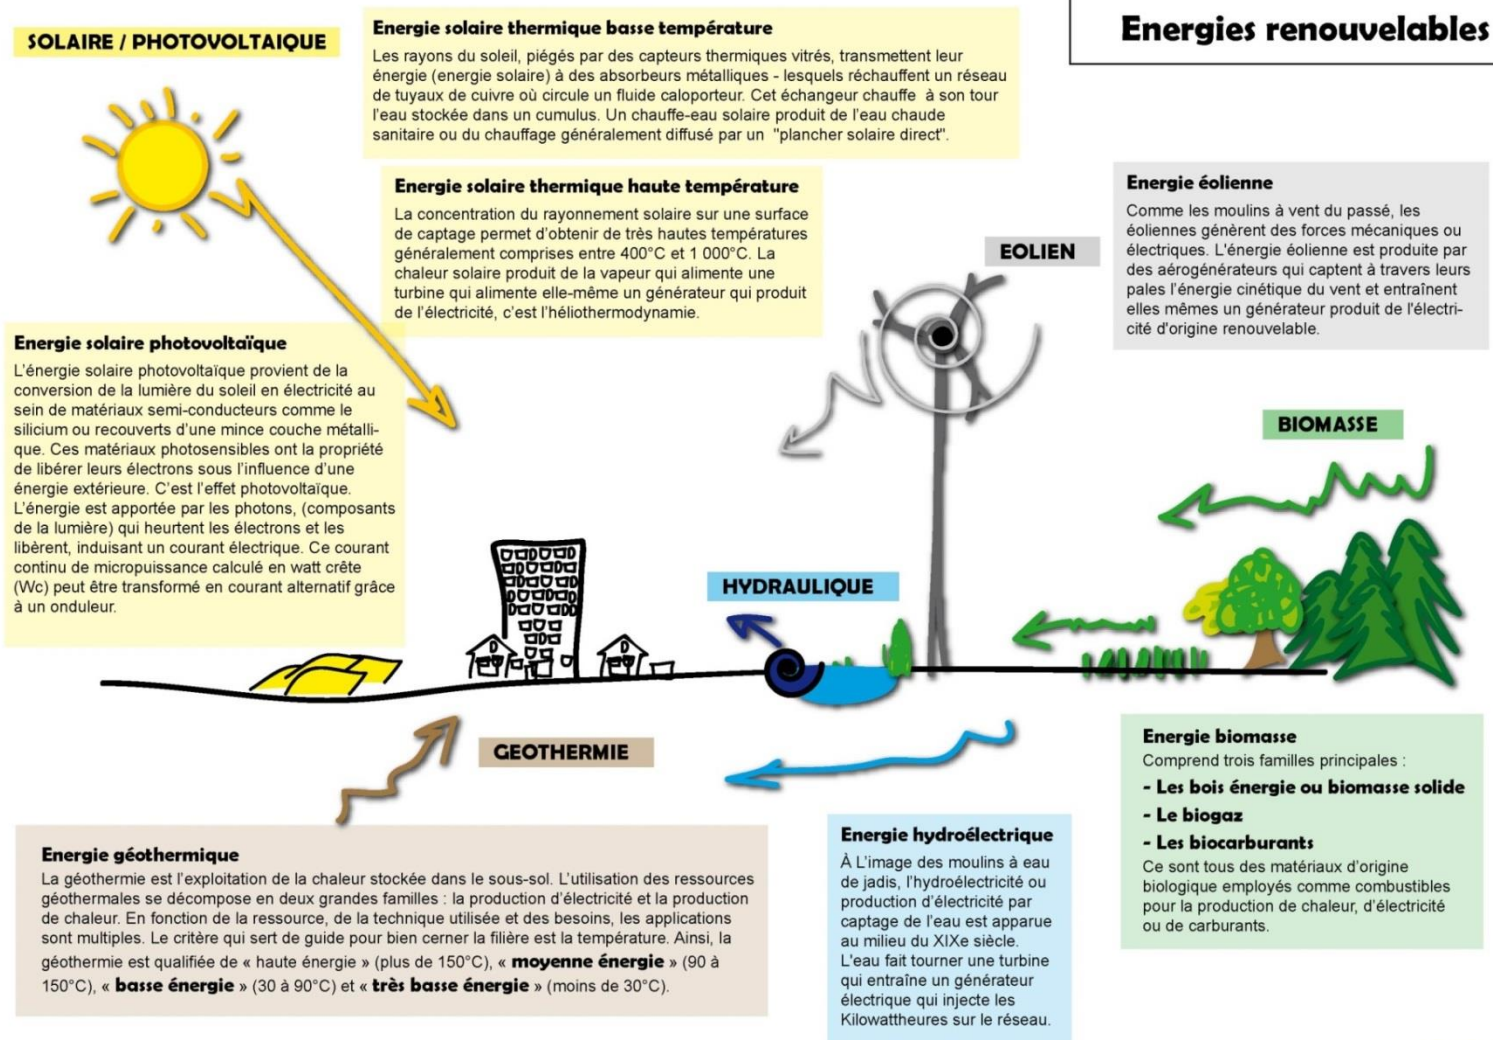 Energies renouvelables
SOLAIRE / PHOTOVOLTAIQUE
Energie solaire thermique basse température
Les rayons du soleil, piégés par des capteurs thermiques vitrés, transmettent leur
énergie (energie solaire) à des absorbeurs métalliques - lesquels réchauffent un réseau
de tuyaux de cuivre où circule un fluide caloporteur. Cet échangeur chauffe à son tour
l'eau stockée dans un cumulus. Un chauffe-eau solaire produit de l'eau chaude
sanitaire ou du chauffage généralement diffusé par un "plancher solaire direct".
Energie solaire thermique haute température
La concentration du rayonnement solaire sur une surface
de captage permet d'obtenir de très hautes températures
généralement comprises entre 400°C et 1 000°C. La
chaleur solaire produit de la vapeur qui alimente une
turbine qui alimente elle-même un générateur qui produit
de l'électricité, c'est l'héliothermodynamie.
Energie solaire photovoltaïque
L'énergie solaire photovoltaïque provient de la
conversion de la lumière du soleil en électricité au
sein de matériaux semi-conducteurs comme le
silicium ou recouverts d'une mince couche métalli-
que. Ces matériaux photosensibles ont la propriété
de libérer leurs électrons sous l'influence d'une
énergie extérieure. C'est l'effet photovoltaïque.
L'énergie est apportée par les photons, (composants
de la lumière) qui heurtent les électrons et les
libèrent, induisant un courant électrique. Ce courant
continu de micropuissance calculé en watt crête
(Wc) peut être transformé en courant alternatif grâce
à un onduleur.
EOLIEN
Energie éolienne
Comme les moulins à vent du passé, les
éoliennes génèrent des forces mécaniques ou
électriques. L'énergie éolienne est produite par
des aérogénérateurs qui captent à travers leurs
pales l'énergie cinétique du vent et entraînent
elles mêmes un générateur produit de l'électri-
cité d'origine renouvelable.
BIOMASSE
HYDRAULIQUE
GEOTHERMIE
Energie géothermique
La géothermie est l'exploitation de la chaleur stockée dans le sous-sol. L'utilisation des ressources
géothermales se décompose en deux grandes familles : la production d'électricité et la production
de chaleur. En fonction de la ressource, de la technique utilisée et des besoins, les applications
sont multiples. Le critère qui sert de guide pour bien cerner la filière est la température. Ainsi, la
géothermie est qualifiée de « haute énergie » (plus de 150°C), « moyenne énergie » (90 à
150°C), « basse énergie » (30 à 90°C) et « très basse énergie » (moins de 30°C).
Energie hydroélectrique
À L'image des moulins à eau
de jadis, l'hydroélectricité ou
production d'électricité par
captage de l'eau est apparue
au milieu du XIXe siècle.
L'eau fait tourner une turbine
qui entraîne un générateur
électrique qui injecte les
Kilowattheures sur le réseau.
Energie biomasse
Comprend trois familles principales :
- Les bois énergie ou biomasse solide
- Le biogaz
- Les biocarburants
Ce sont tous des matériaux d'origine
biologique employés comme combustibles
pour la production de chaleur, d'électricité
ou de carburants.